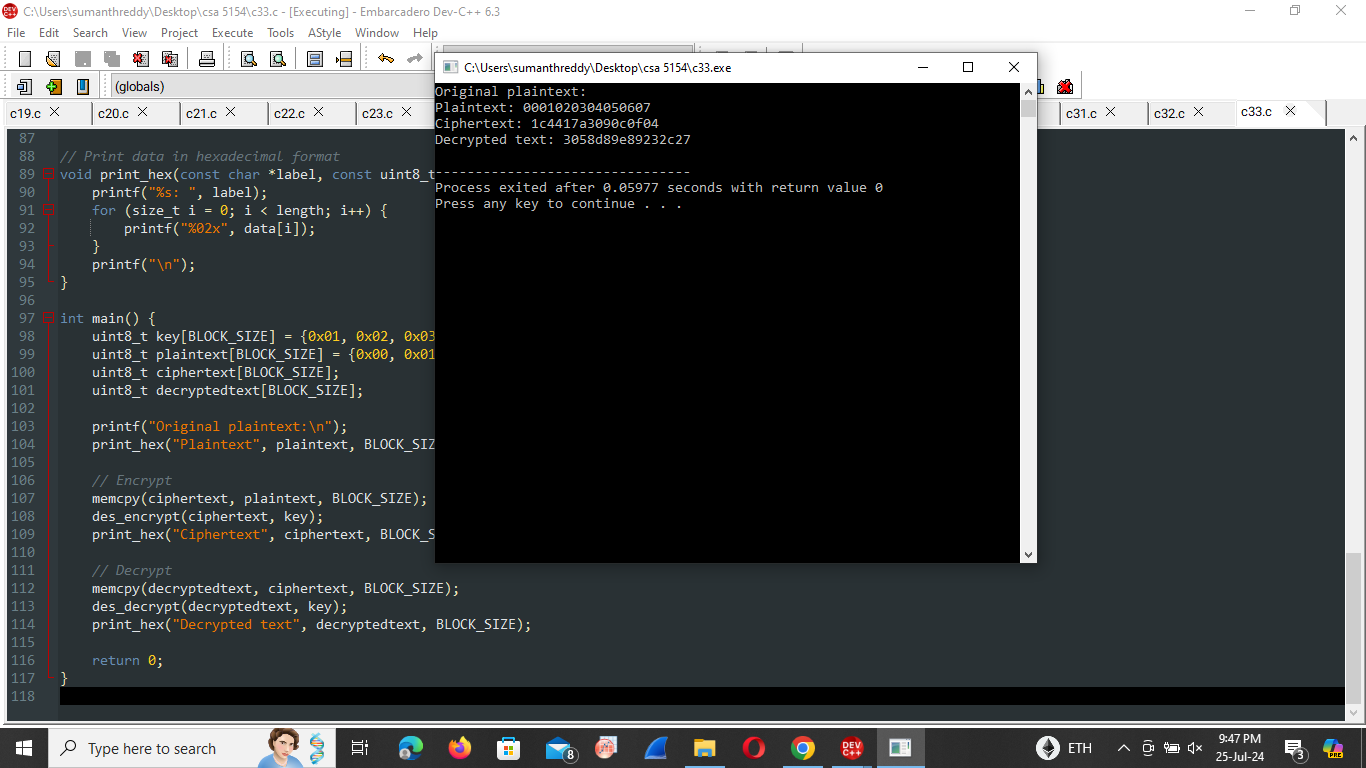 C:\Users\sumanthreddy\Desktop\csa 5154\c33.c - [Executing] - Embarcadero Dev-C++ 6.3
File Edit Search View Project Execute Tools AStyle Window Help
(globals)
c19.c c20.c c21.c c22.c c23.c c31.c c32.c c33.c
87
88 // Print data in hexadecimal format
89 void print_hex(const char *label, const uint8_t
90 printf("%s: ", label);
91 for (size_t i = 0; i < length; i++) {
92 printf("%02x", data[i]);
93 }
94 printf("\n");
95 }
96
97 int main() {
98 uint8_t key[BLOCK_SIZE] = {0x01, 0x02, 0x03
99 uint8_t plaintext[BLOCK_SIZE] = {0x00, 0x01
100 uint8_t ciphertext[BLOCK_SIZE];
101 uint8_t decryptedtext[BLOCK_SIZE];
102
103 printf("Original plaintext:\n");
104 print_hex("Plaintext", plaintext, BLOCK_SIZ
105
106 // Encrypt
107 memcpy(ciphertext, plaintext, BLOCK_SIZE);
108 des_encrypt(ciphertext, key);
109 print_hex("Ciphertext", ciphertext, BLOCK_S
110
111 // Decrypt
112 memcpy(decryptedtext, ciphertext, BLOCK_SIZE);
113 des_decrypt(decryptedtext, key);
114 print_hex("Decrypted text", decryptedtext, BLOCK_SIZE);
115
116 return 0;
117 }
118
C:\Users\sumanthreddy\Desktop\csa 5154\c33.exe
Original plaintext:
Plaintext: 0001020304050607
Ciphertext: 1c4417a3090c0f04
Decrypted text: 3058d89e89232c27
--------------------------------
Process exited after 0.05977 seconds with return value 0
Press any key to continue . . .
Type here to search
8
DEV C++
ETH
9:47 PM
25-Jul-24
3
PRE